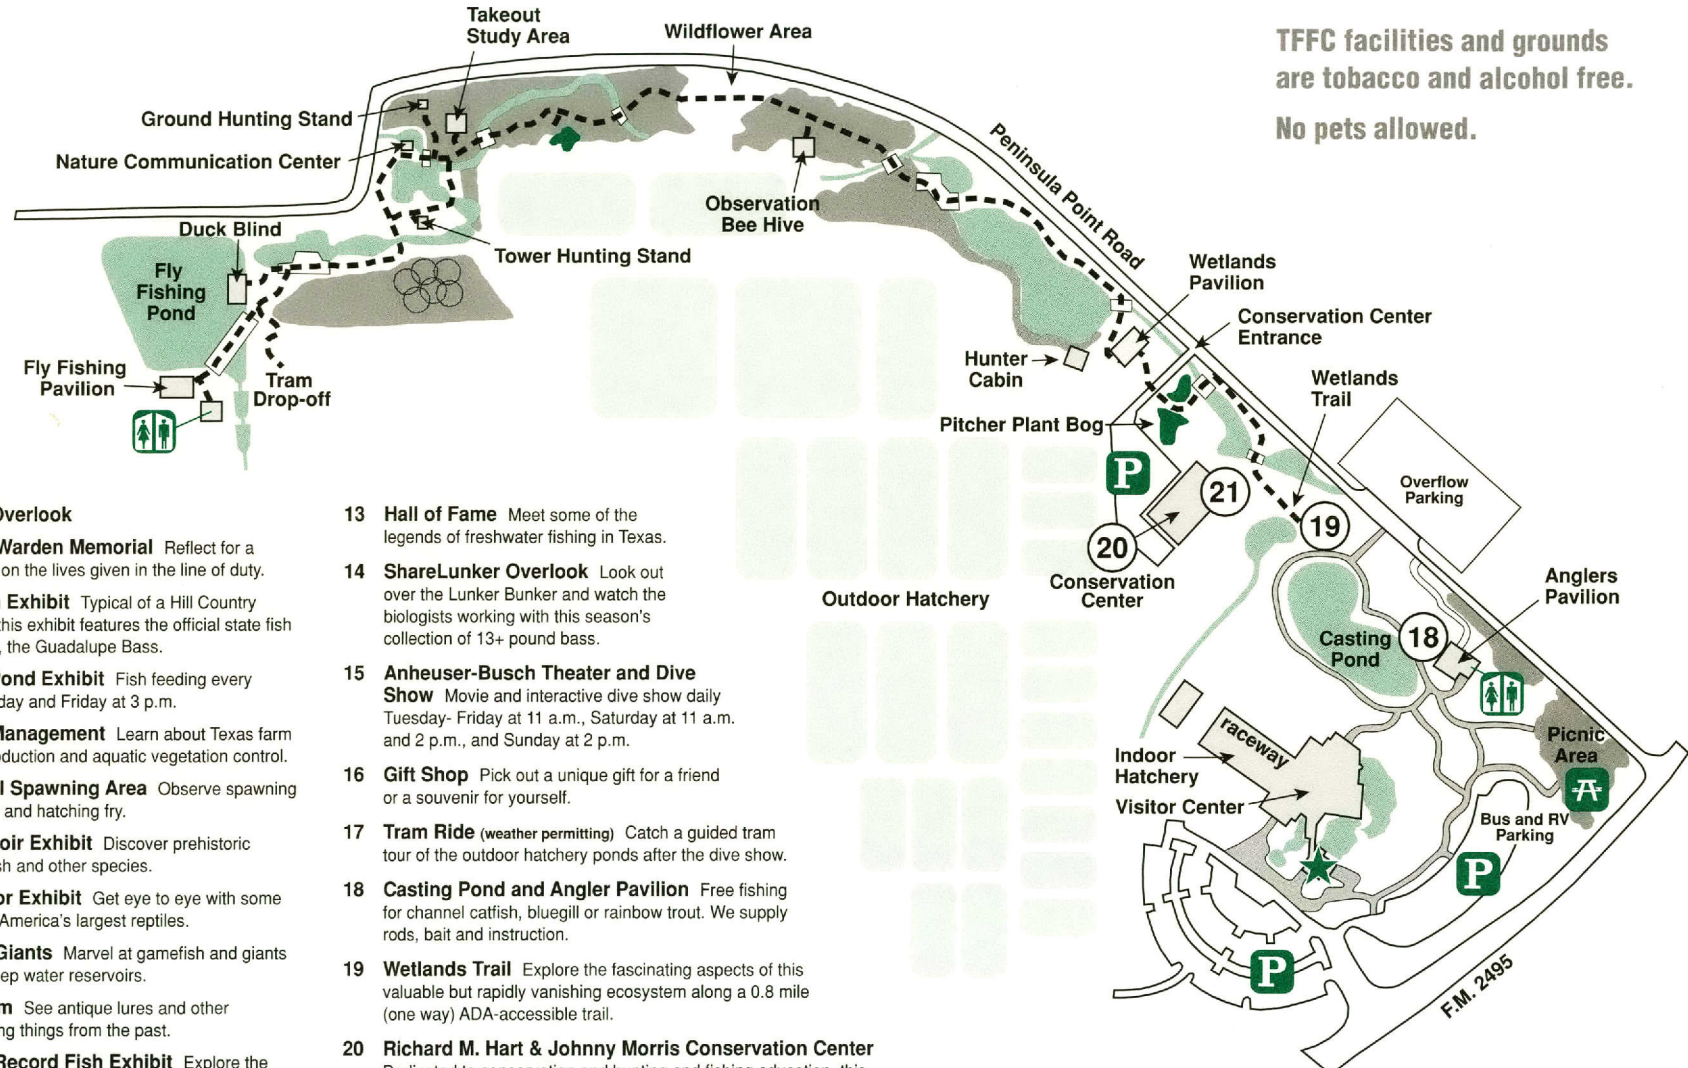 TFFC facilities and grounds
are tobacco and alcohol free.
No pets allowed.
Takeout
Study Area
Wildflower Area
Ground Hunting Stand
Nature Communication Center
Peninsula Point Road
Observation
Bee Hive
Duck Blind
Tower Hunting Stand
Fly
Fishing
Pond
Wetlands
Pavilion
Conservation Center
Entrance
Hunter
Cabin
Fly Fishing
Pavilion
Tram
Drop-off
Wetlands
Trail
Pitcher Plant Bog
P
Overflow
Parking
21
19
20
Conservation
Center
Outdoor Hatchery
Anglers
Pavilion
Casting
Pond
18
raceway
Indoor
Hatchery
Visitor Center
Picnic
Area
Bus and RV
Parking
P
P
F.M. 2495
Overlook
Warden Memorial Reflect for a
on the lives given in the line of duty.
Exhibit Typical of a Hill Country
this exhibit features the official state fish
, the Guadalupe Bass.
ond Exhibit Fish feeding every
day and Friday at 3 p.m.
Management Learn about Texas farm
oduction and aquatic vegetation control.
l Spawning Area Observe spawning
and hatching fry.
oir Exhibit Discover prehistoric
sh and other species.
or Exhibit Get eye to eye with some
America's largest reptiles.
Giants Marvel at gamefish and giants
ep water reservoirs.
m See antique lures and other
ng things from the past.
Record Fish Exhibit Explore the
13 Hall of Fame Meet some of the
legends of freshwater fishing in Texas.
14 ShareLunker Overlook Look out
over the Lunker Bunker and watch the
biologists working with this season's
collection of 13+ pound bass.
15 Anheuser-Busch Theater and Dive
Show Movie and interactive dive show daily
Tuesday- Friday at 11 a.m., Saturday at 11 a.m.
and 2 p.m., and Sunday at 2 p.m.
16 Gift Shop Pick out a unique gift for a friend
or a souvenir for yourself.
17 Tram Ride (weather permitting) Catch a guided tram
tour of the outdoor hatchery ponds after the dive show.
18 Casting Pond and Angler Pavilion Free fishing
for channel catfish, bluegill or rainbow trout. We supply
rods, bait and instruction.
19 Wetlands Trail Explore the fascinating aspects of this
valuable but rapidly vanishing ecosystem along a 0.8 mile
(one way) ADA-accessible trail.
20 Richard M. Hart & Johnny Morris Conservation Center